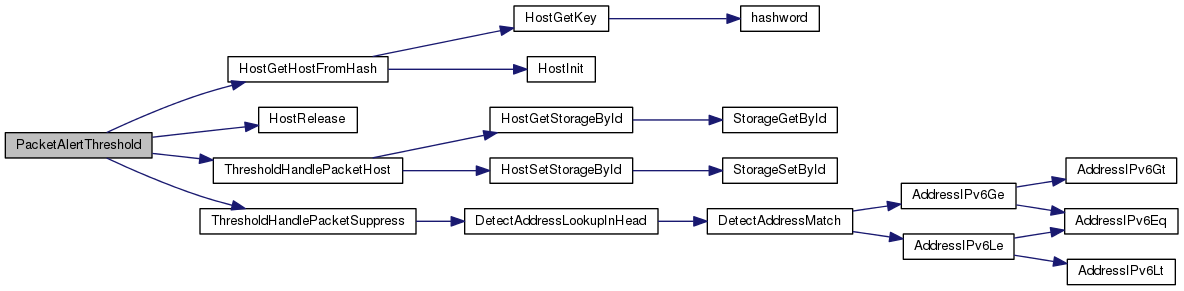 HostGetKey
hashword
HostGetHostFromHash
HostInit
HostRelease
HostGetStorageById
StorageGetById
PacketAlertThreshold
ThresholdHandlePacketHost
HostSetStorageById
StorageSetById
AddressIPv6Gt
AddressIPv6Ge
ThresholdHandlePacketSuppress
DetectAddressLookupInHead
DetectAddressMatch
AddressIPv6Eq
AddressIPv6Le
AddressIPv6Lt